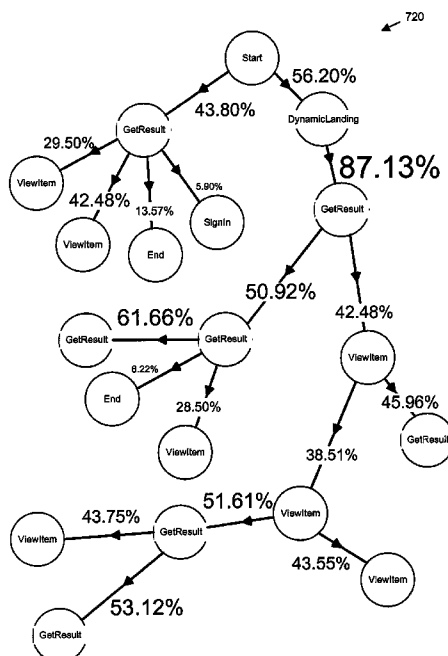 720
Start
56.20%
43.80%
DynamicLanding
GetResult
29.50%
87.13%
5.90%
ViewItem
42.48%
13.57%
SignIn
GetResult
ViewItem
End
50.92%
61.66%
42.48%
GetResult
GetResult
6.22%
ViewItem
End
28.50%
45.96%
GetResult
ViewItem
38.51%
51.61%
43.75%
ViewItem
GetResult
ViewItem
43.55%
ViewItem
53.12%
GetResult